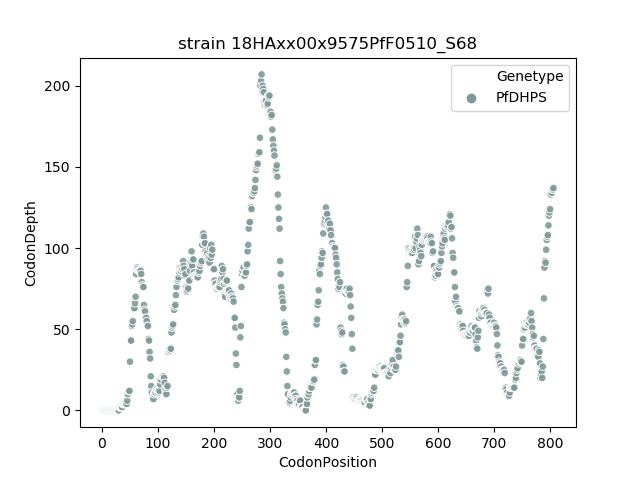 strain 18HAxx00x9575PfF0510_S68
Genetype
PfDHPS
CodonDepth
200
150
100
50
0
0 100 200 300 400 500 600 700 800
CodonPosition